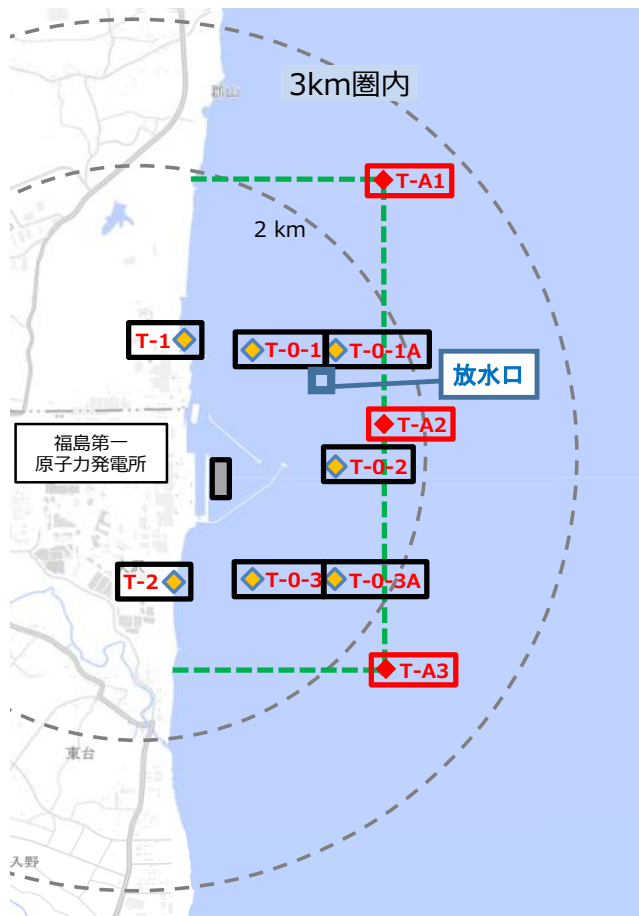 郡山
3km圏内
T-A1
2 km
T-1
T-0-1
T-0-1A
放水口
T-A2
福島第一
原子力発電所
T-0-2
T-2
T-0-3
T-0-3A
T-A3
東台
入野